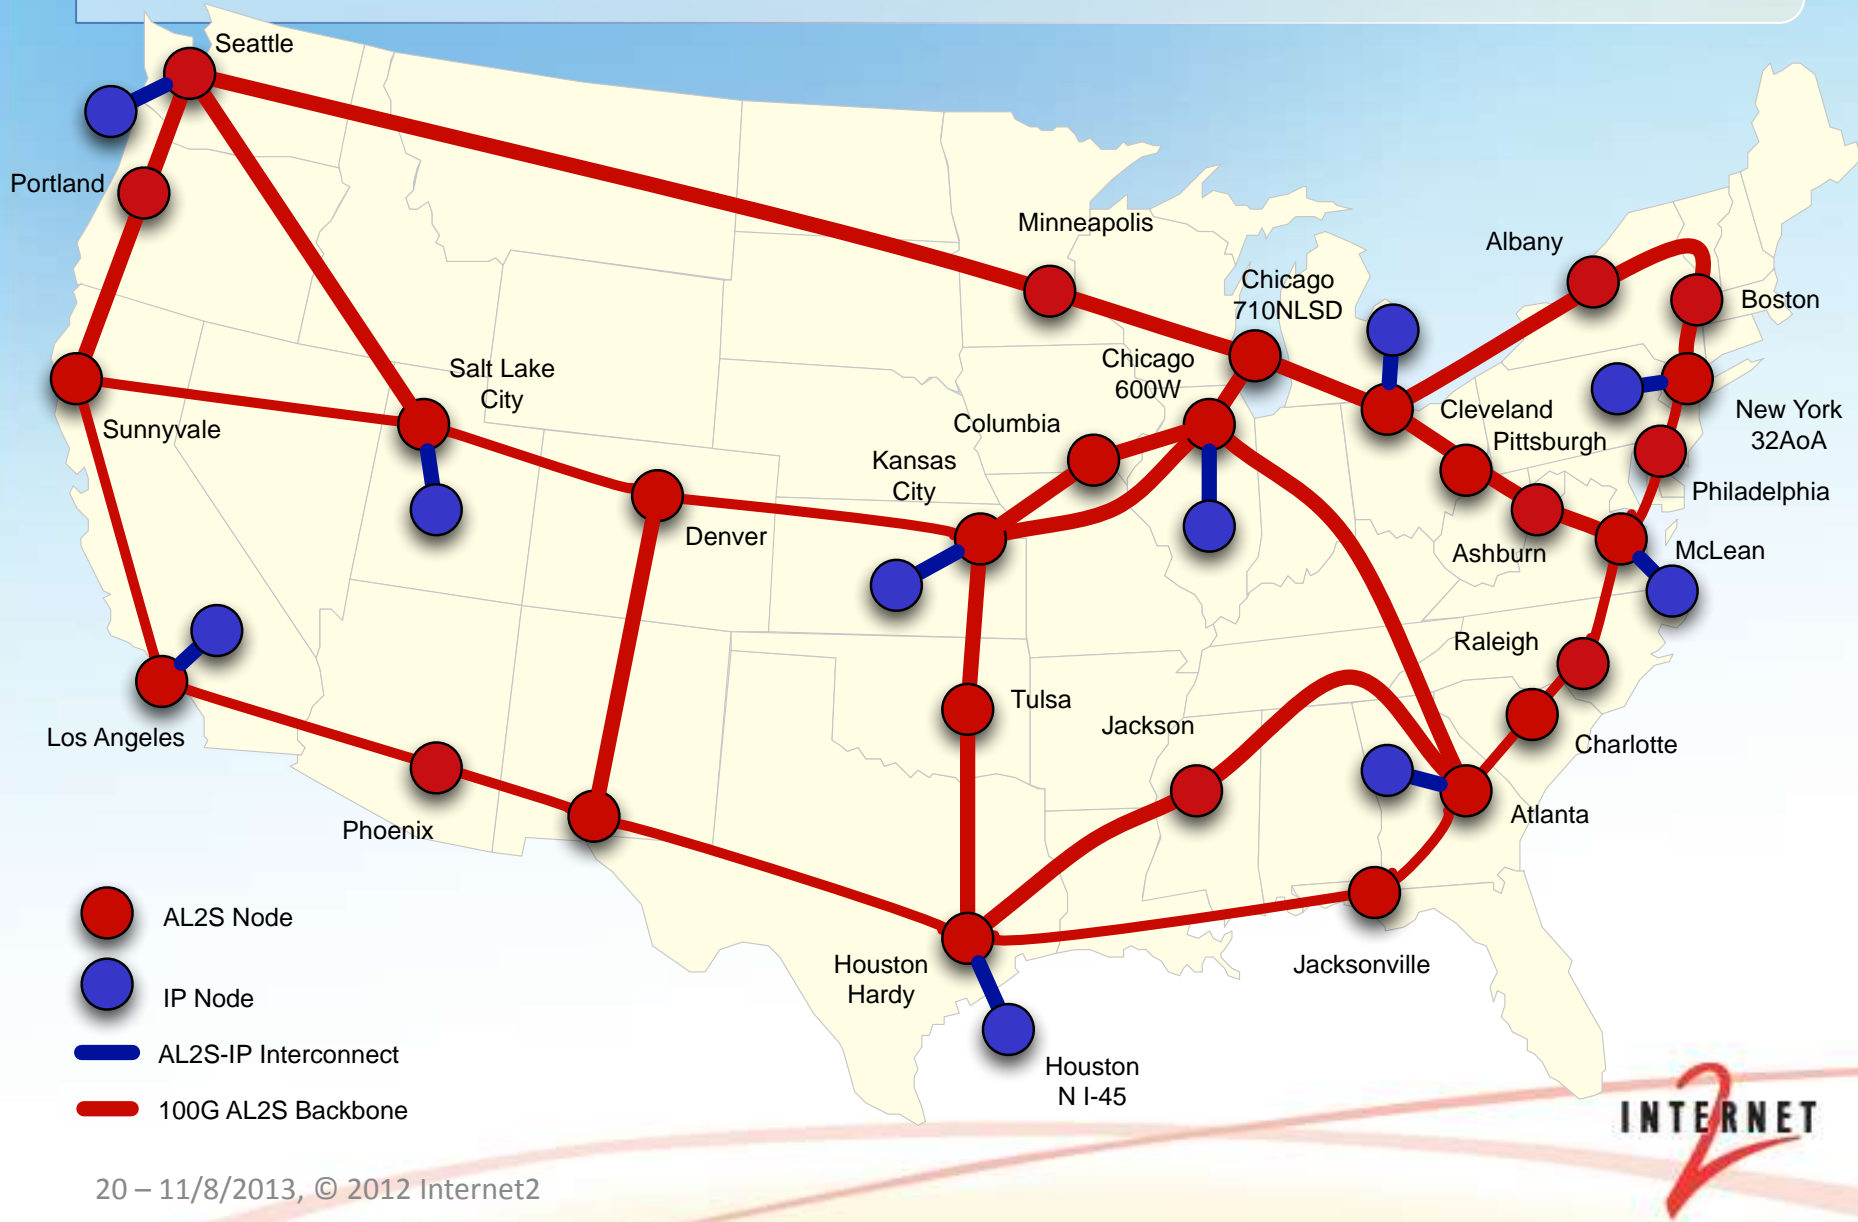 Seattle
Portland
Minneapolis
Albany
Chicago
710NLSD
Boston
Chicago
600W
Salt Lake
City
Sunnyvale
Columbia
Cleveland
Pittsburgh
New York
32AoA
Kansas
City
Philadelphia
Denver
Ashburn
McLean
Raleigh
Tulsa
Jackson
Los Angeles
Charlotte
Phoenix
Atlanta
AL2S Node
Houston
Hardy
Jacksonville
IP Node
AL2S-IP Interconnect
Houston
N I-45
100G AL2S Backbone
INTERNET
2
20 – 11/8/2013, © 2012 Internet2